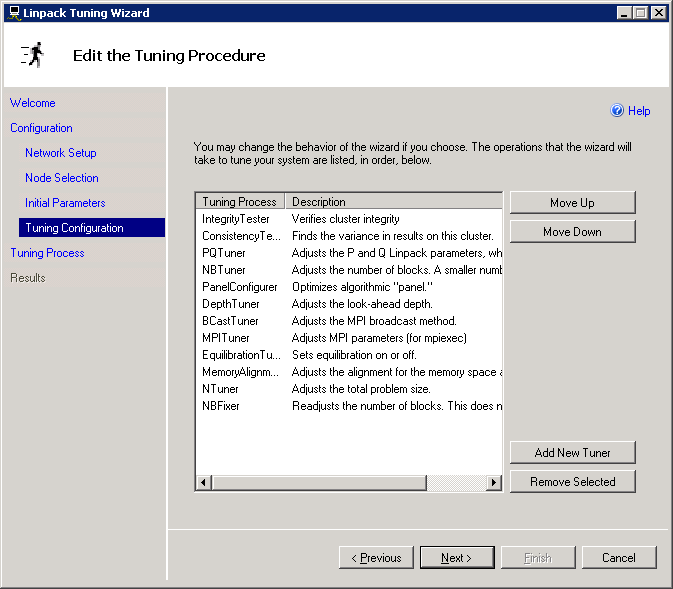 Linpack Tuning Wizard
Edit the Tuning Procedure
Welcome
Configuration
Network Setup
Node Selection
Initial Parameters
Tuning Configuration
Tuning Process
Results
Help
You may change the behavior of the wizard if you choose. The operations that the wizard will
take to tune your system are listed, in order, below.
Tuning Process Description
IntegrityTester Verifies cluster integrity
ConsistencyTe... Finds the variance in results on this cluster.
PQTuner Adjusts the P and Q Linpack parameters, wh
NBTuner Adjusts the number of blocks. A smaller numb
PanelConfigurer Optimizes algorithmic "panel."
DepthTuner Adjusts the look-ahead depth.
BCastTuner Adjusts the MPI broadcast method.
MPITuner Adjusts MPI parameters (for mpiexec)
EquilibrationTu... Sets equilibration on or off.
MemoryAlignm... Adjusts the alignment for the memory space a
NTuner Adjusts the total problem size.
NBFixer Readjusts the number of blocks. This does n
Move Up
Move Down
Add New Tuner
Remove Selected
< Previous Next > Finish Cancel